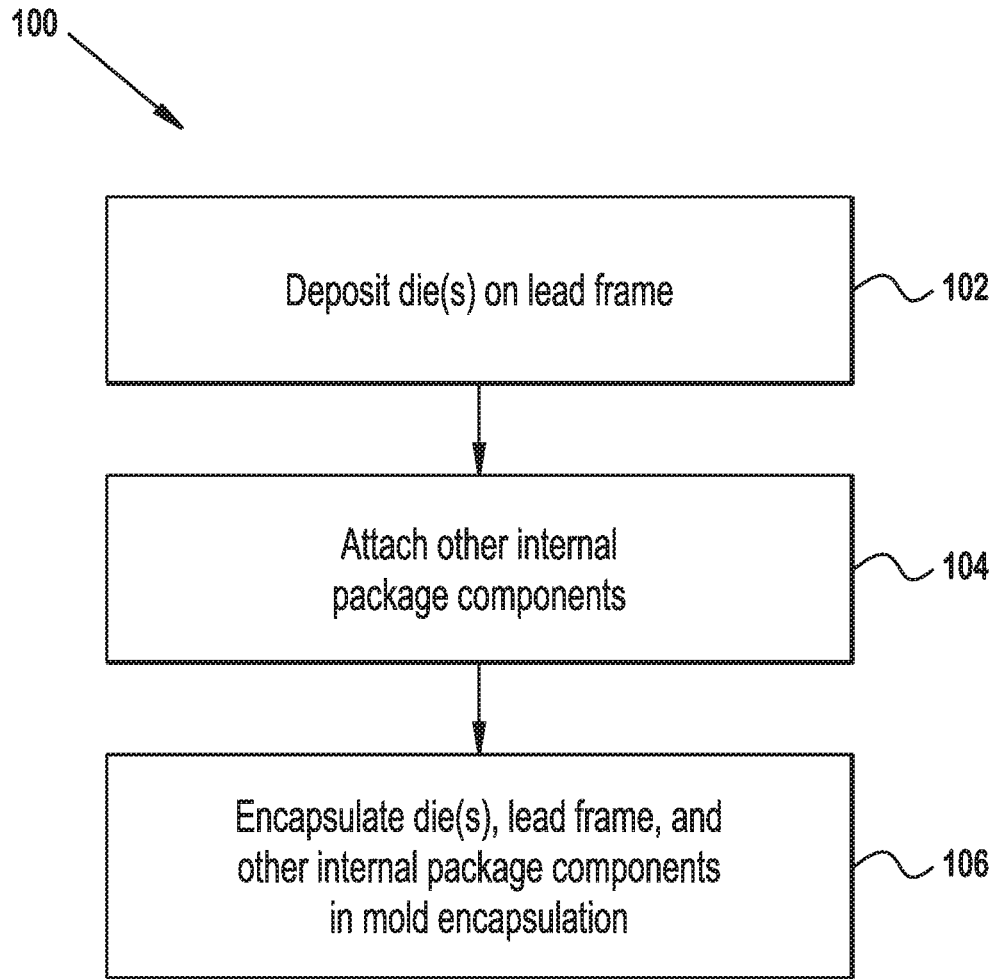 100
Deposit die(s) on lead frame
102
Attach other internal
package components
104
Encapsulate die(s), lead frame, and
other internal package components
in mold encapsulation
106